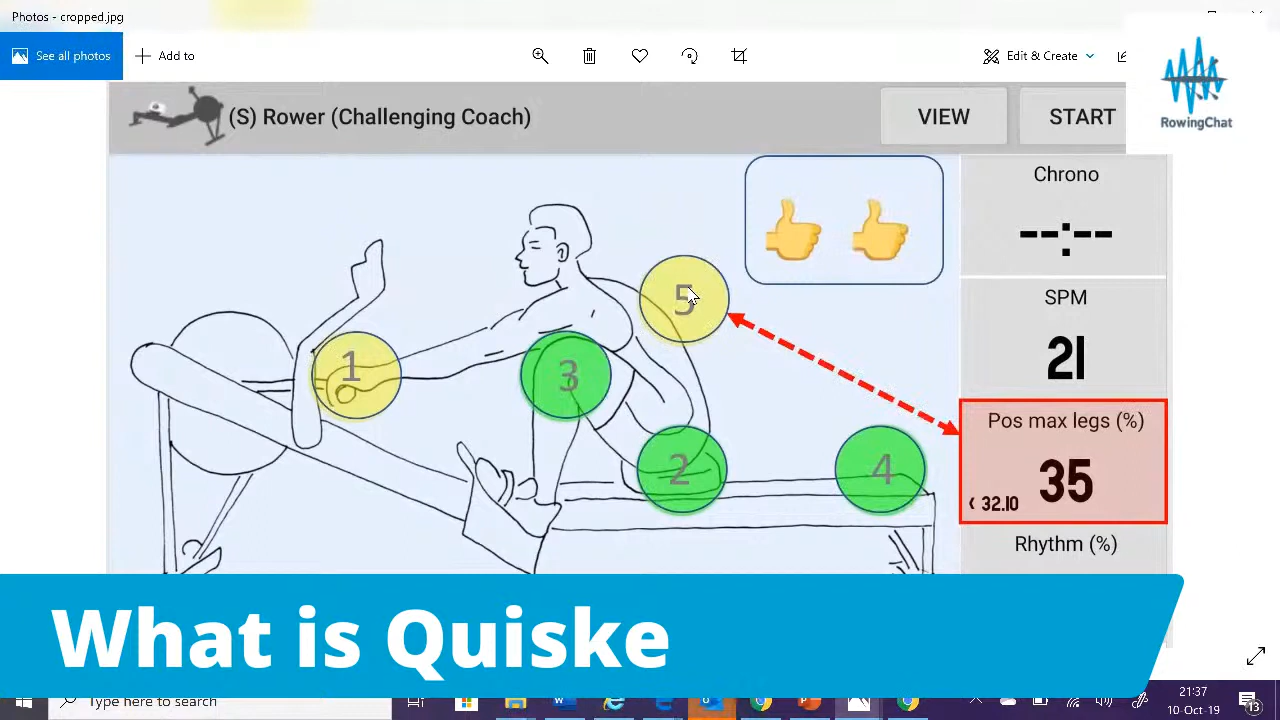 Photos - cropped.jpg
See all photos
Add to
Edit & Create
RowingChat
(S) Rower (Challenging Coach)
VIEW
START
Chrono
--:--
SPM
21
Pos max legs (%)
35
< 32.10
Rhythm (%)
1
3
5
2
4
What is Quiske
Type here to search
21:37
10-Oct-19
13